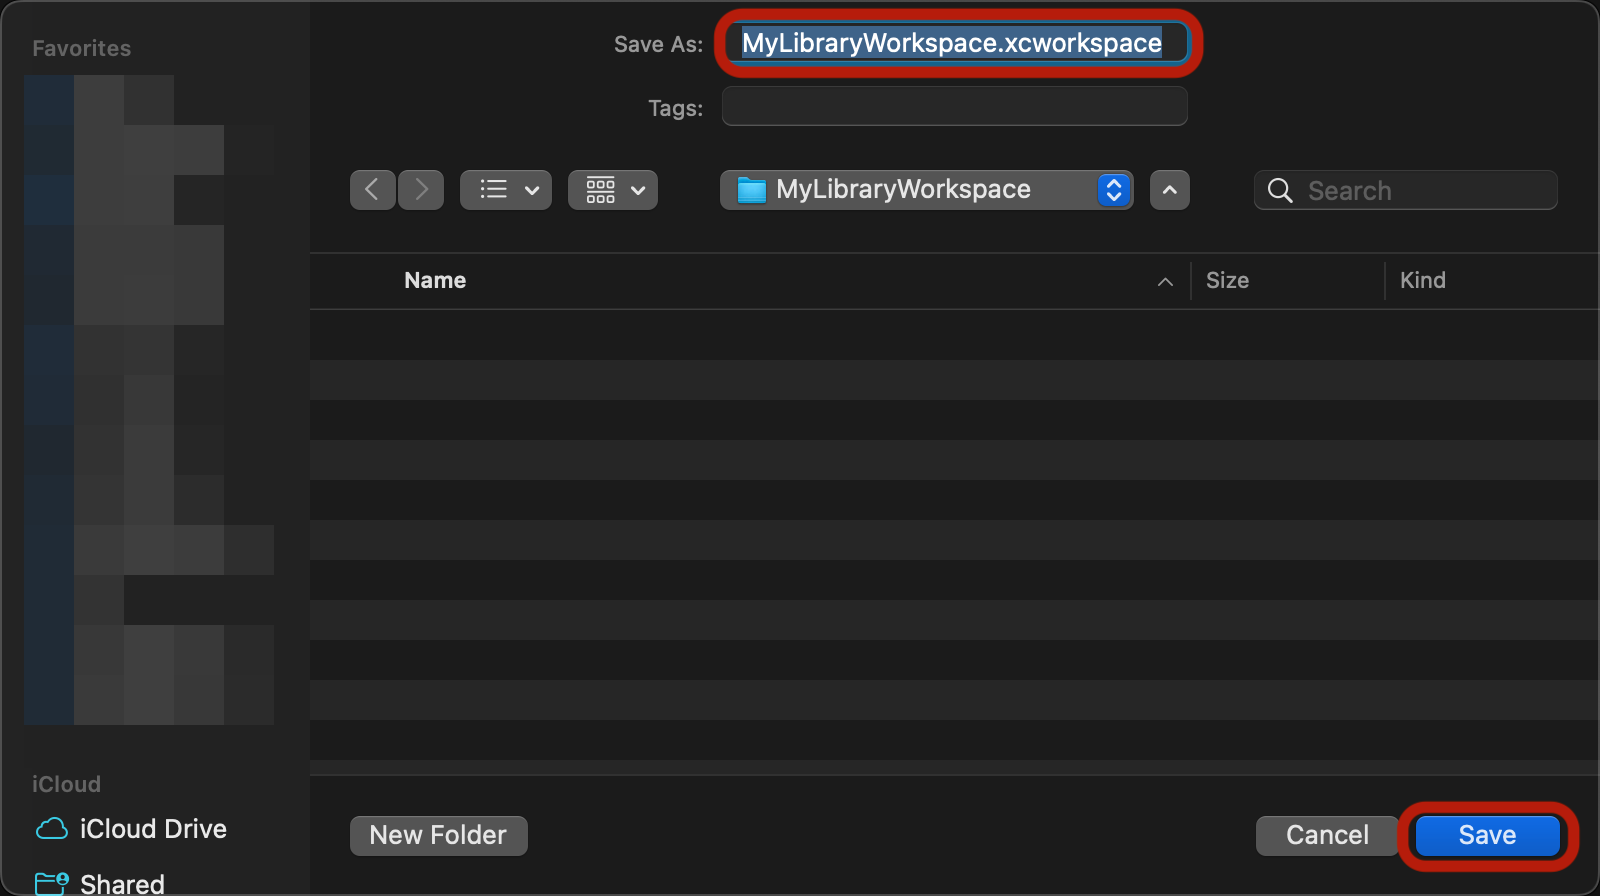 Favorites
Save As: MyLibraryWorkspace.xcworkspace
Tags:
MyLibraryWorkspace
Search
Name Size Kind
iCloud
iCloud Drive
Shared
New Folder Cancel Save